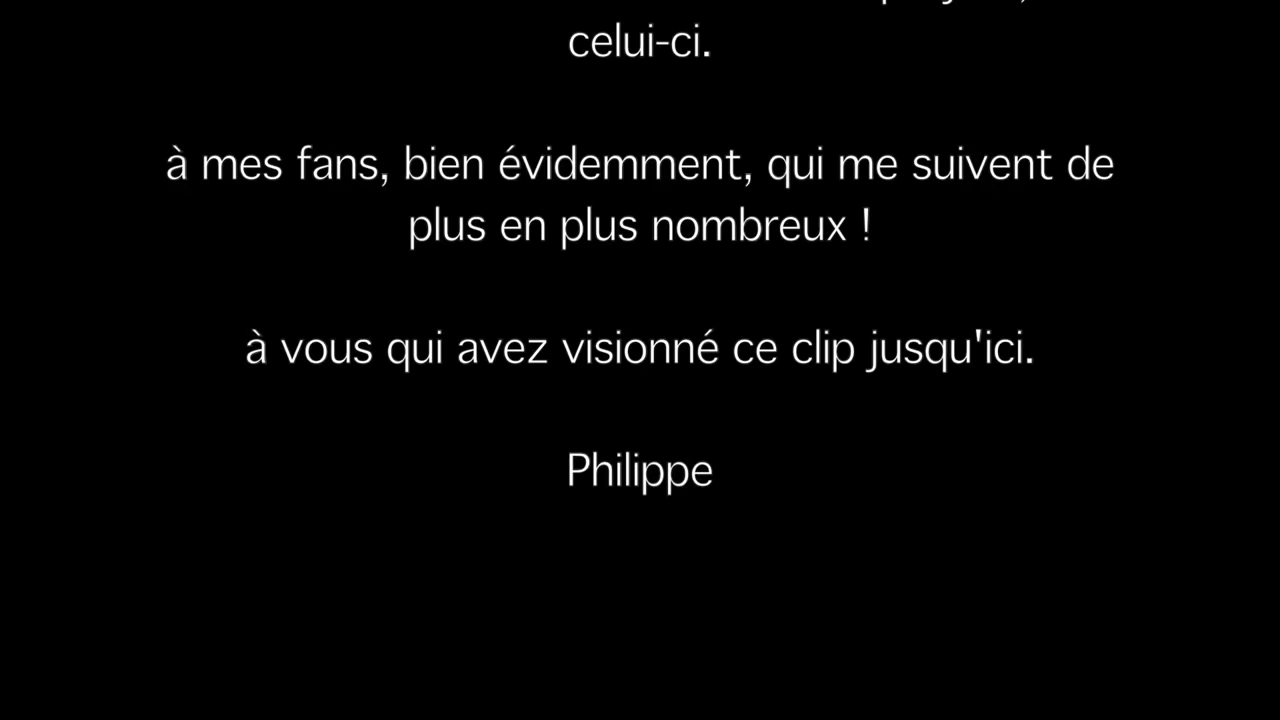 celui-ci.
à mes fans, bien évidemment, qui me suivent de
plus en plus nombreux !
à vous qui avez visionné ce clip jusqu'ici.
Philippe